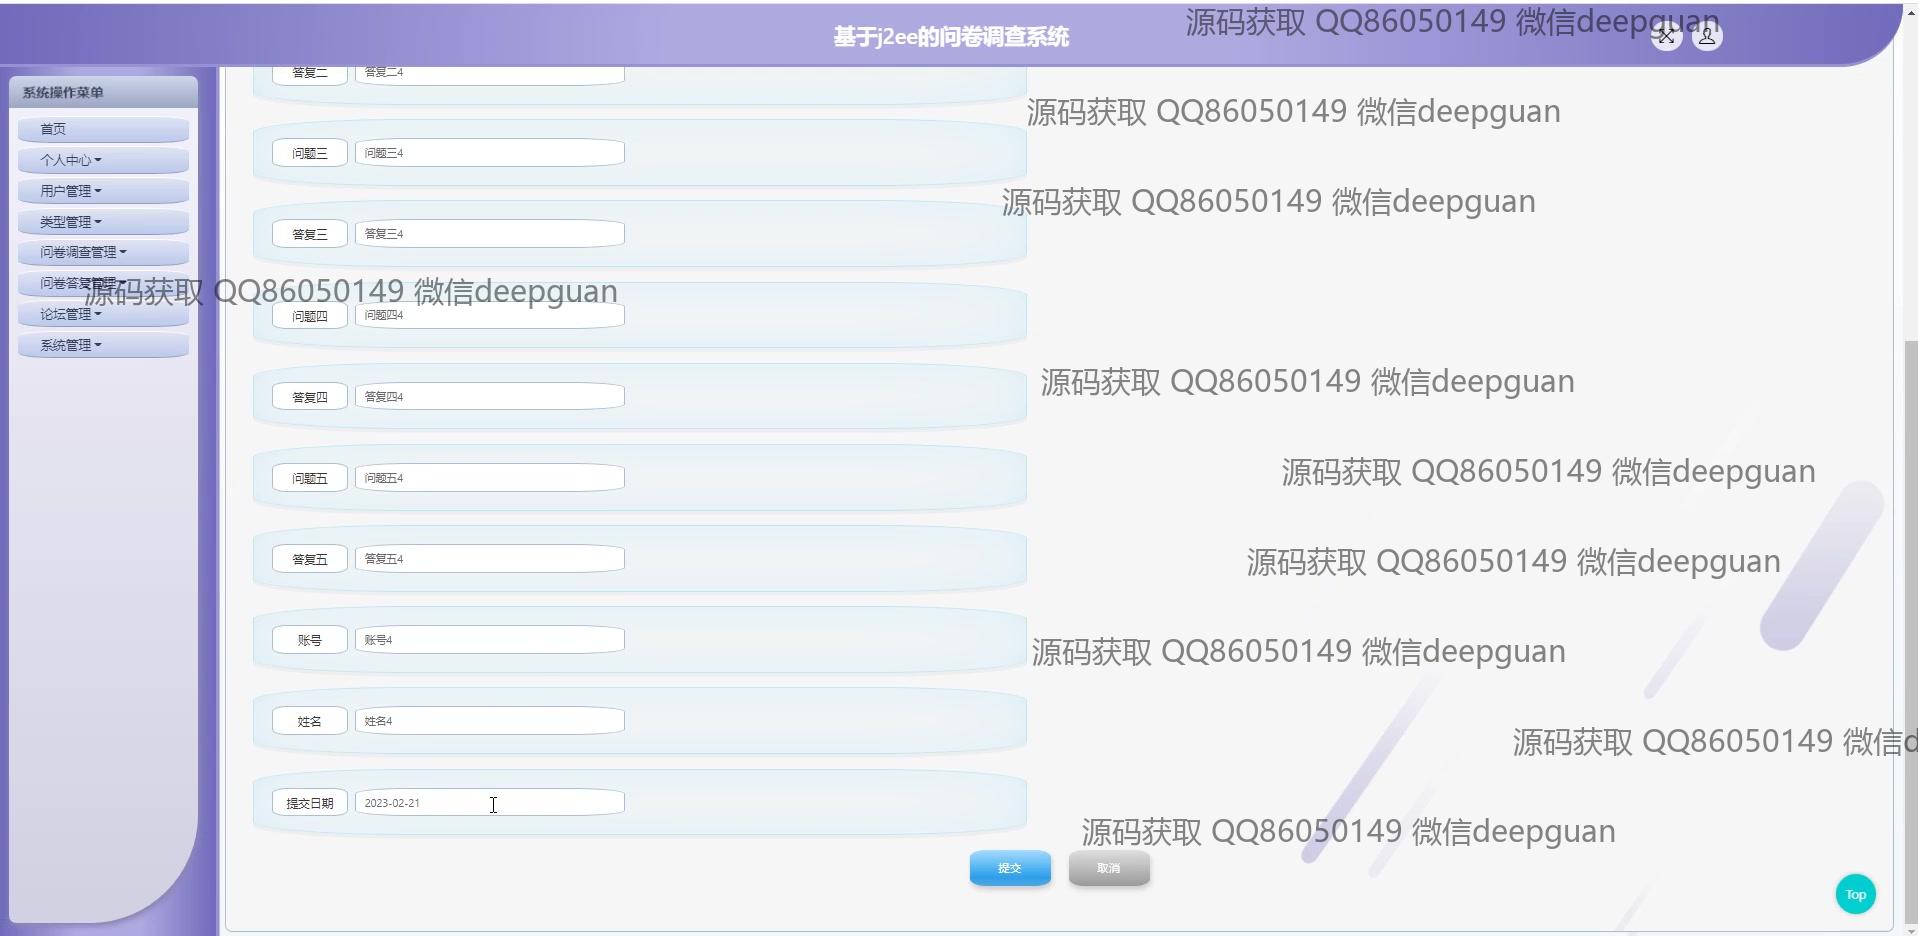 基于j2ee的问卷调查系统
源码获取 QQ86050149 微信deepguan
系统操作菜单
首页
个人中心
用户管理
类型管理
问卷调查管理
问卷答复管理
论坛管理
系统管理
答复二 答复二4
源码获取 QQ86050149 微信deepguan
问题三 问题三4
源码获取 QQ86050149 微信deepguan
答复三 答复三4
源码获取 QQ86050149 微信deepguan
问题四 问题四4
源码获取 QQ86050149 微信deepguan
答复四 答复四4
源码获取 QQ86050149 微信deepguan
问题五 问题五4
源码获取 QQ86050149 微信deepguan
答复五 答复五4
源码获取 QQ86050149 微信deepguan
账号 账号4
姓名 姓名4
源码获取 QQ86050149 微信d
提交日期 2023-02-21
源码获取 QQ86050149 微信deepguan
提交 取消
Top